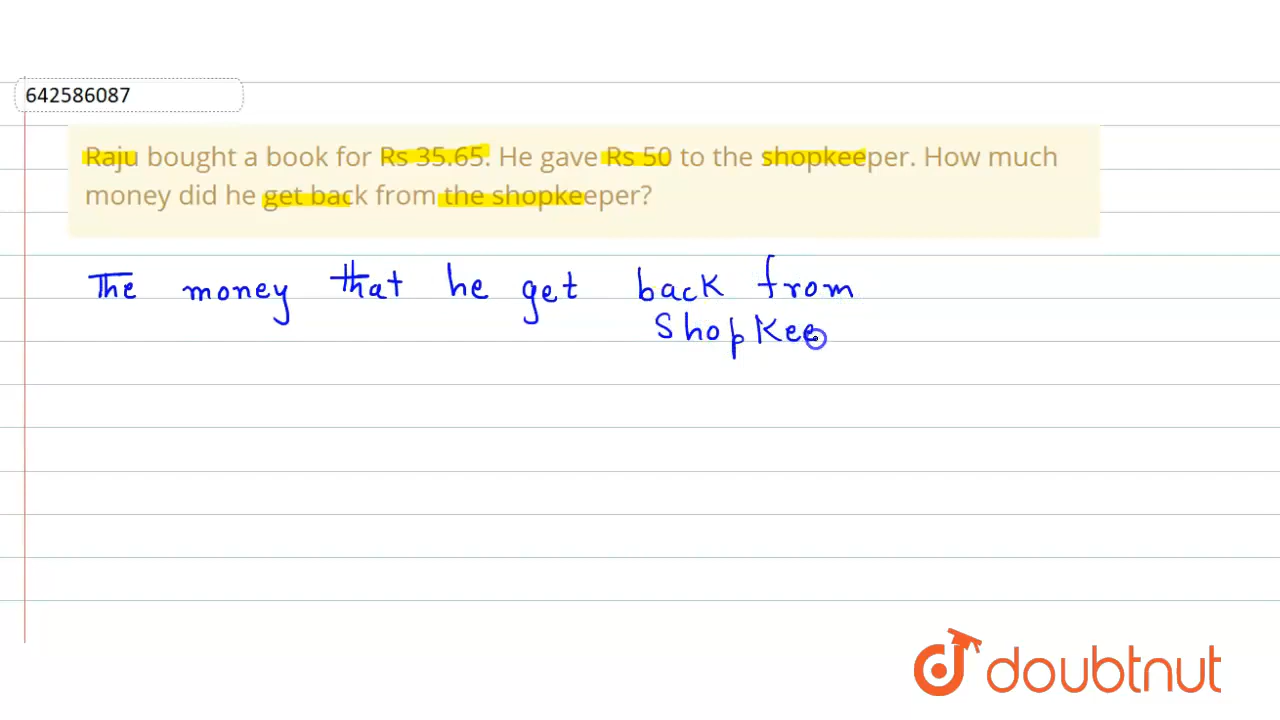 642586087
Raju bought a book for Rs 35.65. He gave Rs 50 to the shopkeeper. How much
money did he get back from the shopkeeper?
The money that he get back from
ShopKee
doubtnut